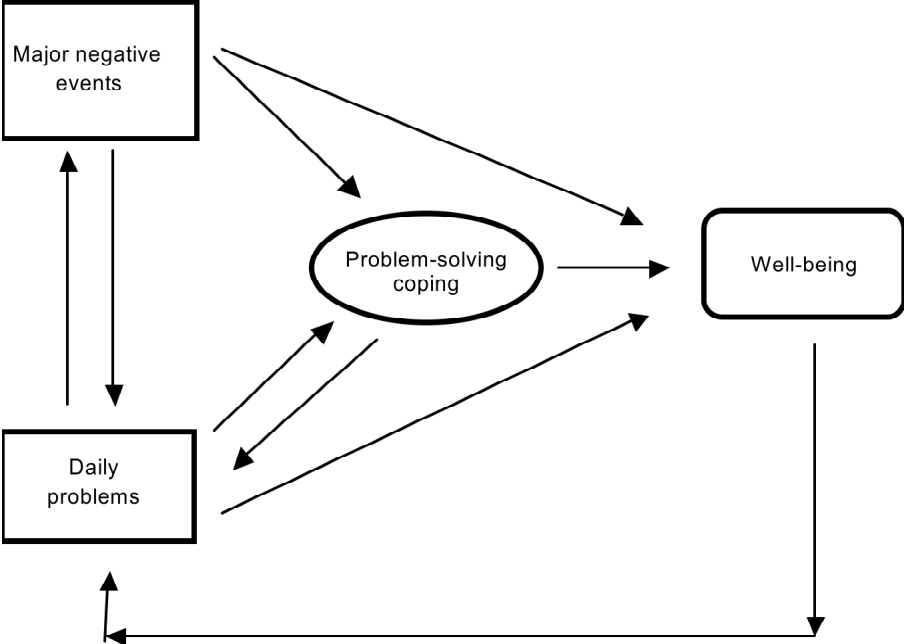 Major negative
events
Problem-solving
coping
Well-being
Daily
problems